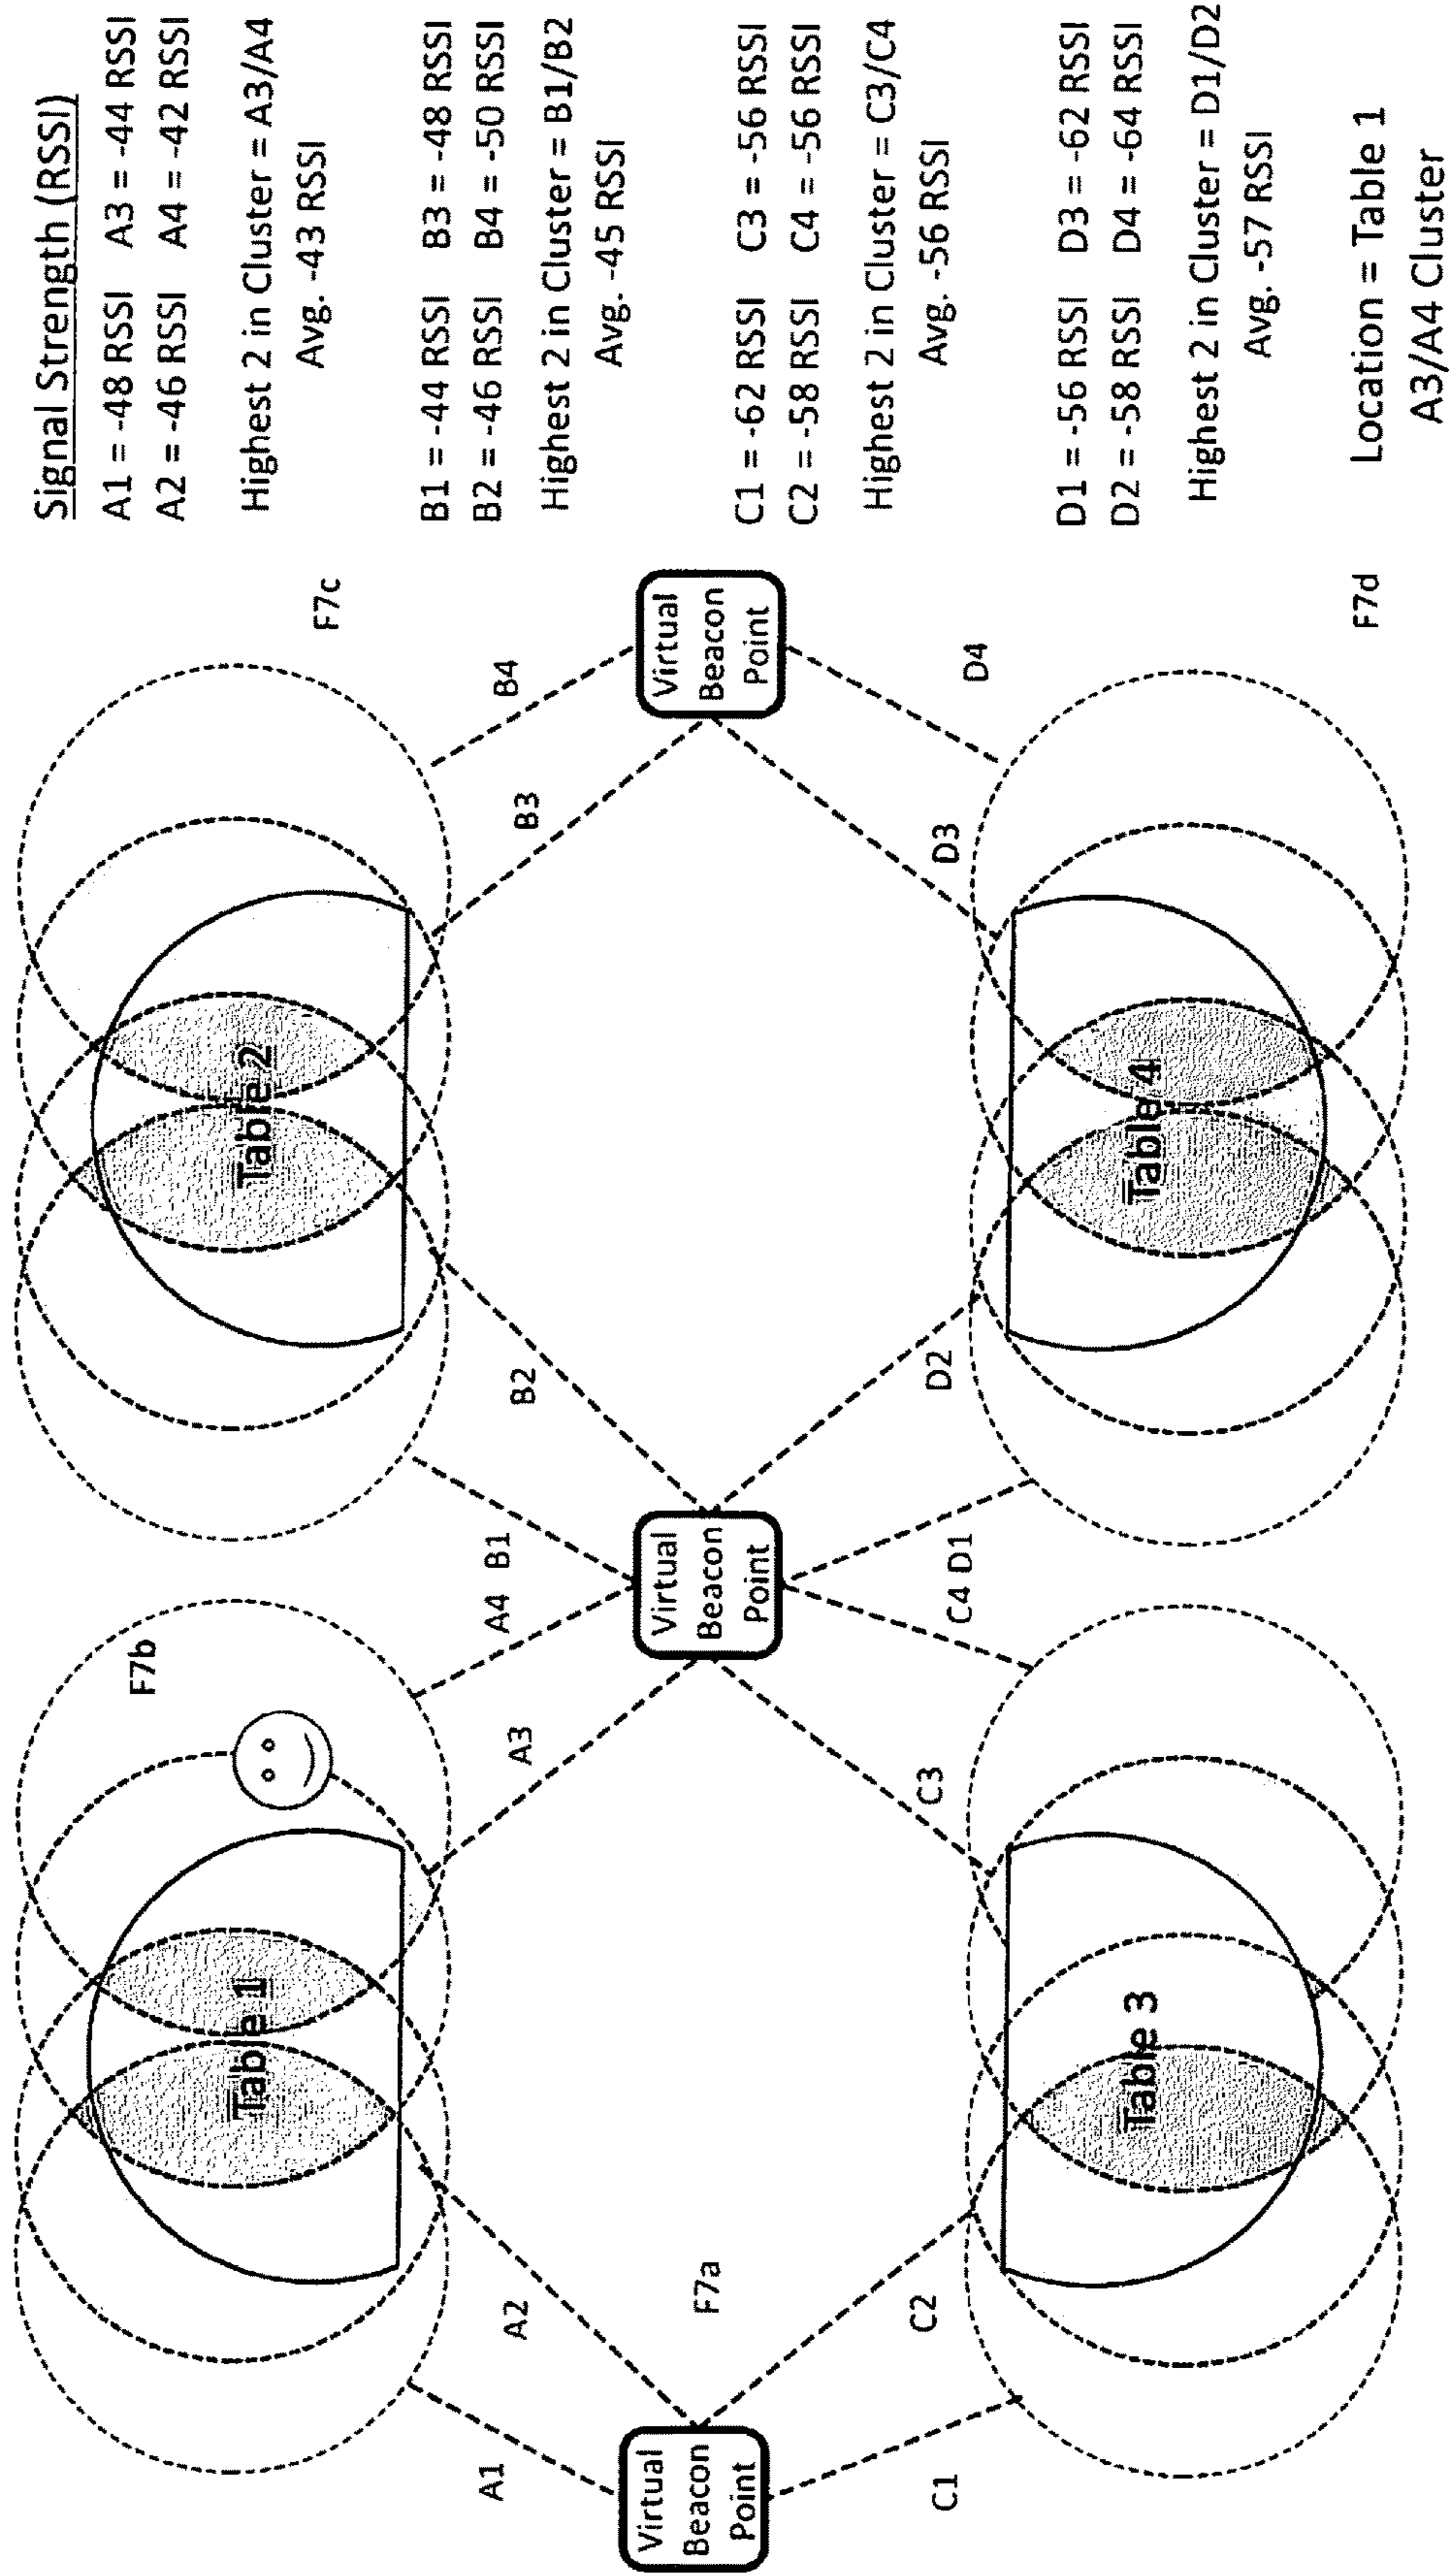 Signal Strength (RSSI)
A1 = -48 RSSI A3 = -44 RSSI
A2 = -46 RSSI A4 = -42 RSSI
Highest 2 in Cluster = A3/A4
Avg. -43 RSSI
B1 = -44 RSSI B3 = -48 RSSI
B2 = -46 RSSI B4 = -50 RSSI
Highest 2 in Cluster = B1/B2
Avg. -45 RSSI
C1 = -62 RSSI C3 = -56 RSSI
C2 = -58 RSSI C4 = -56 RSSI
Highest 2 in Cluster = C3/C4
Avg. -56 RSSI
D1 = -56 RSSI D3 = -62 RSSI
D2 = -58 RSSI D4 = -64 RSSI
Highest 2 in Cluster = D1/D2
Avg. -57 RSSI
Location = Table 1
A3/A4 Cluster
F7b
F7c
Table 1
Table 2
A1
A2
A3
A4
B1
B2
B3
B4
Virtual
Beacon
Point
F7a
Virtual
Beacon
Point
Virtual
Beacon
Point
C1
C2
C3
C4
D1
D2
D3
D4
Table 3
Table 4
F7d